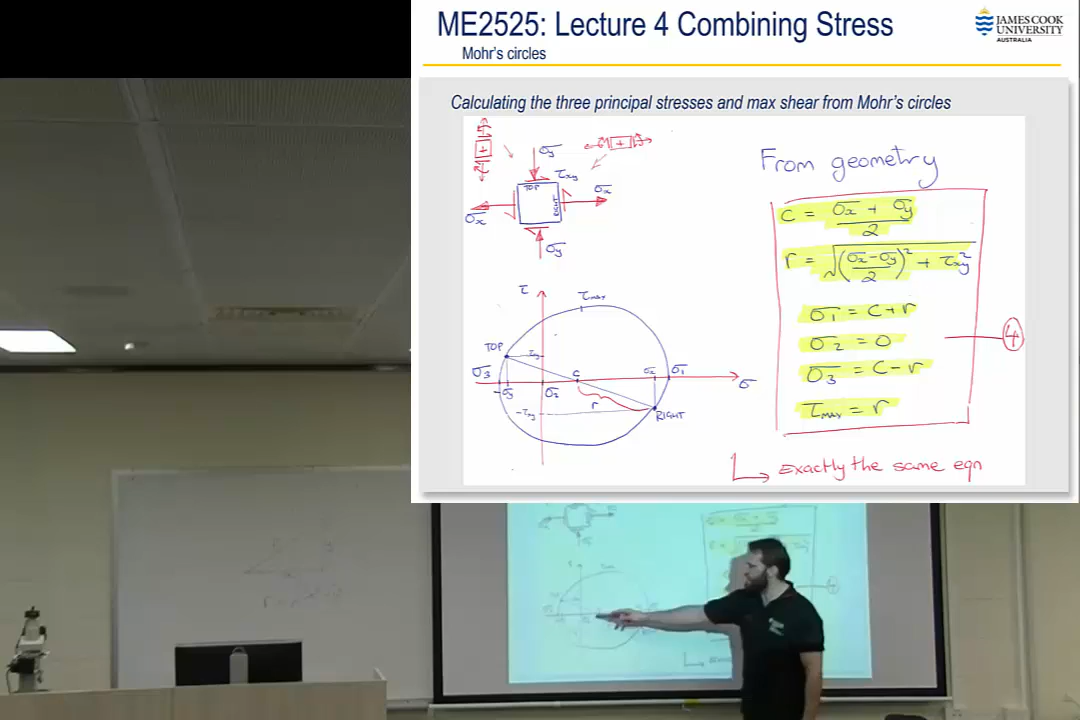 ME2525: Lecture 4 Combining Stress
Mohr's circles
JAMES COOK
UNIVERSITY
AUSTRALIA
Calculating the three principal stresses and max shear from Mohr's circles
σy
τxy
TOP
RIGHT
σx
σx
σy
From geometry
c = σx + σy / 2
r = √((σx-σy / 2)² + τxy²)
σ1 = c + r
σ2 = 0
σ3 = c - r
τmax = r
4
↳ exactly the same eqn
τ
τmax
TOP
τxy
σ3
-σy
σ2
c
σx
σ1
σ
r
-τxy
RIGHT